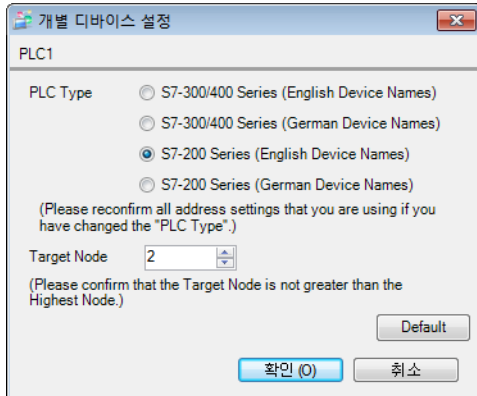 개별 디바이스 설정
PLC1
PLC Type
S7-300/400 Series (English Device Names)
S7-300/400 Series (German Device Names)
S7-200 Series (English Device Names)
S7-200 Series (German Device Names)
(Please reconfirm all address settings that you are using if you
have changed the "PLC Type".)
Target Node 2
(Please confirm that the Target Node is not greater than the
Highest Node.)
Default
확인 (O) 취소